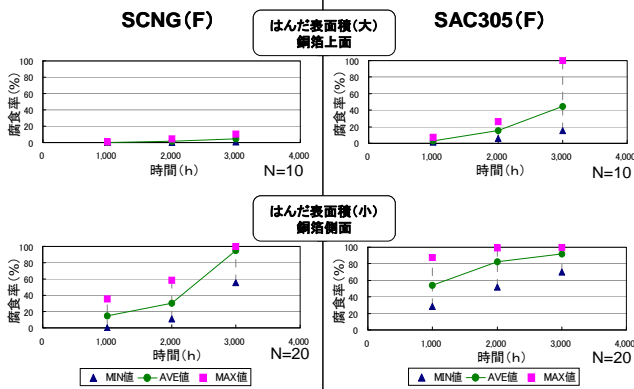 SCNG(F)
はんだ表面積(大)
銅箔上面
SAC305(F)
腐食率(%)
100
80
60
40
20
0
0
1,000
2,000
3,000
4,000
時間(h)
N=10
腐食率(%)
100
80
60
40
20
0
0
1,000
2,000
3,000
4,000
時間(h)
N=10
はんだ表面積(小)
銅箔側面
腐食率(%)
100
80
60
40
20
0
0
1,000
2,000
3,000
4,000
時間(h)
N=20
MIN値 AVE値 MAX値
腐食率(%)
100
80
60
40
20
0
0
1,000
2,000
3,000
4,000
時間(h)
N=20
MIN値 AVE値 MAX値